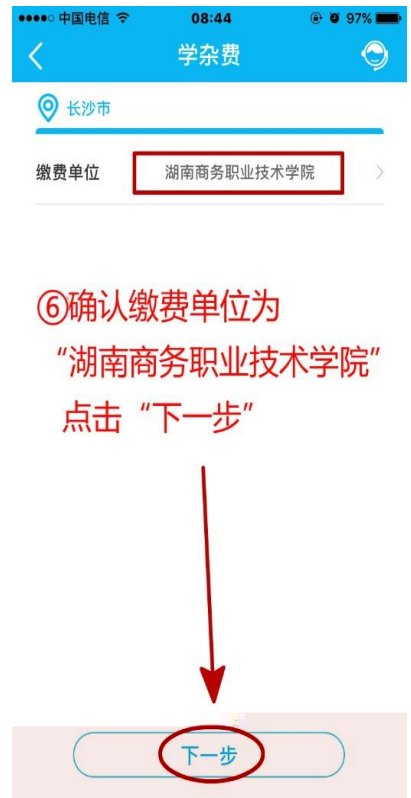 中国电信 08:44 97%
学杂费
长沙市
缴费单位 湖南商务职业技术学院
⑥确认缴费单位为
“湖南商务职业技术学院”
点击“下一步”
下一步